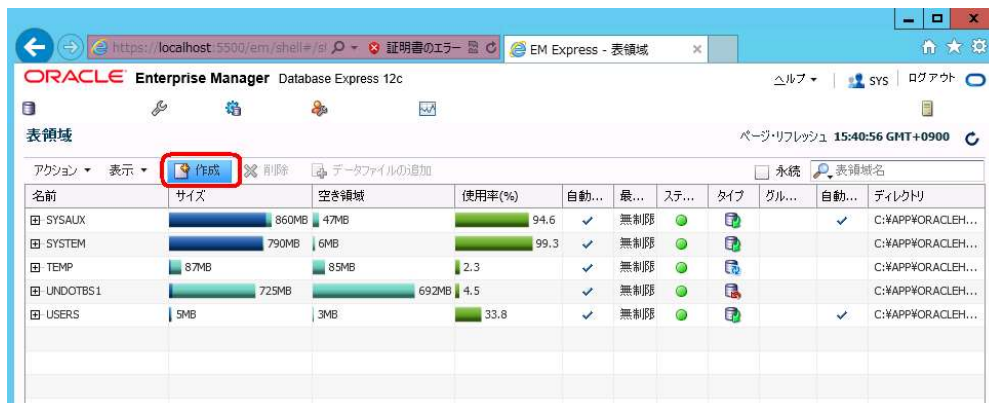 https://localhost:5500/em/shell#/sl
証明書のエラー
EM Express - 表領域
ORACLE Enterprise Manager Database Express 12c
ヘルプ
SYS
ログアウト
表領域
ページ・リフレッシュ 15:40:56 GMT+0900
アクション 表示 作成 削除 データファイルの追加 永続 表領域名
名前 サイズ 空き領域 使用率(%) 自動... 最... ステ... タイプ グル... 自動... ディレクトリ
SYSAUX 860MB 47MB 94.6 無制限 C:¥APP¥ORACLEH...
SYSTEM 790MB 6MB 99.3 無制限 C:¥APP¥ORACLEH...
TEMP 87MB 85MB 2.3 無制限 C:¥APP¥ORACLEH...
UNDOTBS1 725MB 692MB 4.5 無制限 C:¥APP¥ORACLEH...
USERS 5MB 3MB 33.8 無制限 C:¥APP¥ORACLEH...